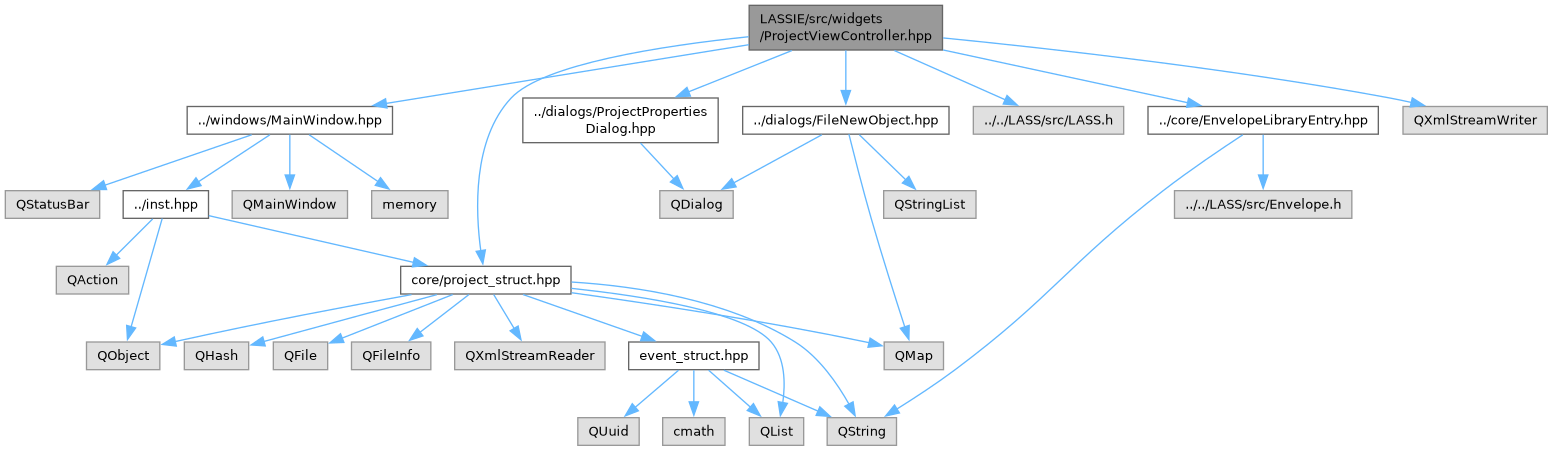 LASSIE/src/widgets
/ProjectViewController.hpp
../windows/MainWindow.hpp
../dialogs/ProjectProperties
Dialog.hpp
../dialogs/FileNewObject.hpp
../../LASS/src/LASS.h
../core/EnvelopeLibraryEntry.hpp
QXmlStreamWriter
QStatusBar
../inst.hpp
QMainWindow
memory
QDialog
QStringList
../../LASS/src/Envelope.h
QAction
core/project_struct.hpp
QObject
QHash
QFile
QFileInfo
QXmlStreamReader
event_struct.hpp
QMap
QUuid
cmath
QList
QString